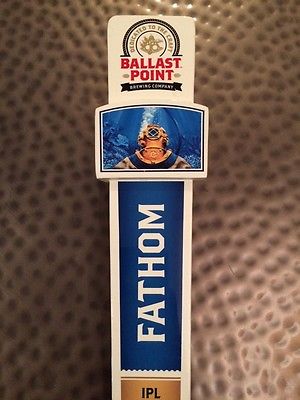 DEDICATED TO THE CRAFT
BALLAST
POINT
BREWING COMPANY
FATHOM
IPL